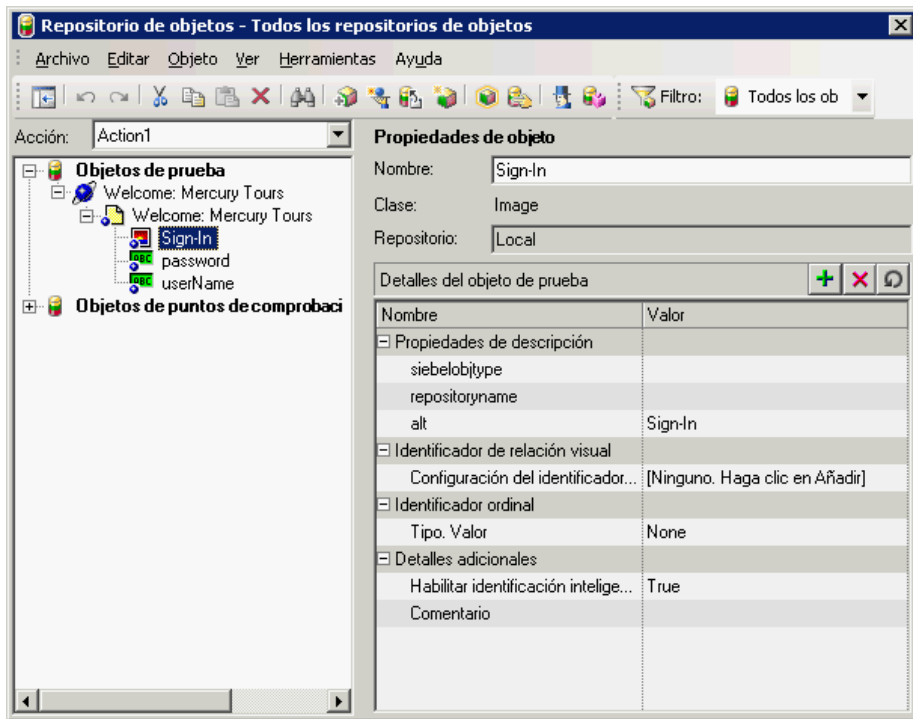 Repositorio de objetos - Todos los repositorios de objetos
Archivo Editar Objeto Ver Herramientas Ayuda
Filtro: Todos los ob
Acción: Action1
Objetos de prueba
Welcome: Mercury Tours
Welcome: Mercury Tours
Sign-In
password
userName
Objetos de puntos de comprobaci
Propiedades de objeto
Nombre: Sign-In
Clase: Image
Repositorio: Local
Detalles del objeto de prueba
Nombre Valor
Propiedades de descripción
siebelobjtype
repositoryname
alt Sign-In
Identificador de relación visual
Configuración del identificador... [Ninguno. Haga clic en Añadir]
Identificador ordinal
Tipo. Valor None
Detalles adicionales
Habilitar identificación intelige... True
Comentario